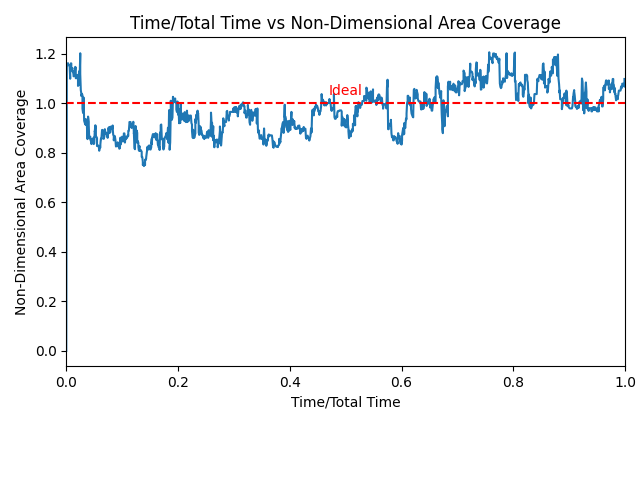 Time/Total Time vs Non-Dimensional Area Coverage
Non-Dimensional Area Coverage
1.2
1.0
0.8
0.6
0.4
0.2
0.0
Ideal
0.0 0.2 0.4 0.6 0.8 1.0
Time/Total Time